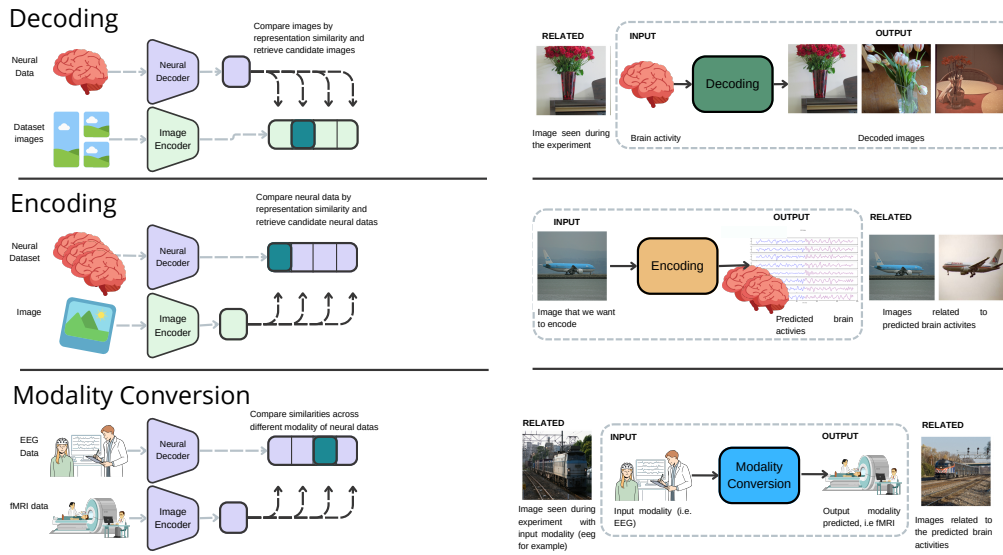 Decoding
Compare images by
representation similarity and
retrieve candidate images
Neural
Data
Neural
Decoder
Dataset
images
Image
Encoder
RELATED
INPUT
OUTPUT
Decoding
Image seen during
the experiment
Brain activity
Decoded images
Encoding
Compare neural data by
representation similarity and
retrieve candidate neural datas
Neural
Dataset
Neural
Decoder
Image
Image
Encoder
INPUT
OUTPUT
RELATED
Encoding
Image that we want
to encode
Predicted brain
activies
Images related to
predicted brain activites
Modality Conversion
Compare similarities across
different modality of neural datas
EEG
Data
Neural
Decoder
fMRI data
Image
Encoder
RELATED
INPUT
OUTPUT
RELATED
Modality
Conversion
Image seen during
experiment with
input modality (eeg
for example)
Input modality (i.e.
EEG)
Output modality
predicted, i.e fMRI
Images related to
the predicted brain
activities